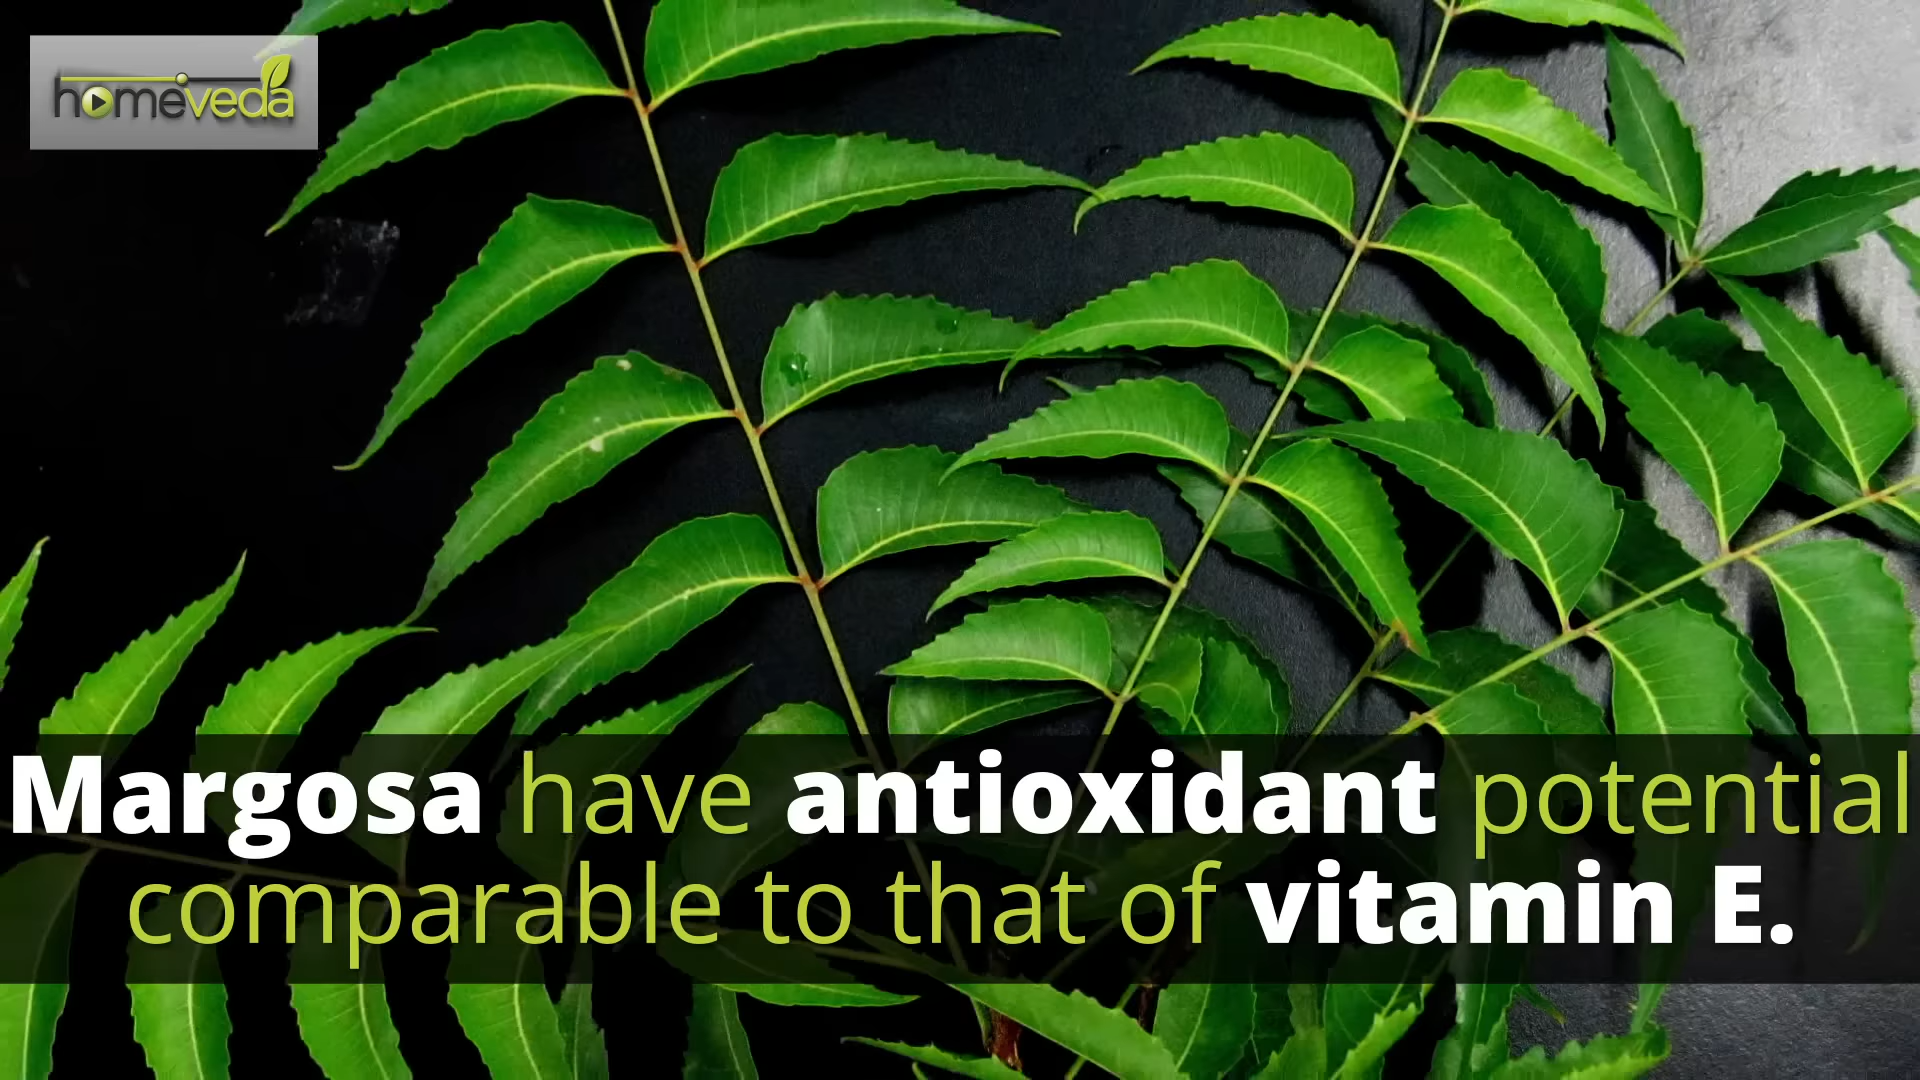 homeveda
Margosa have antioxidant potential
comparable to that of vitamin E.